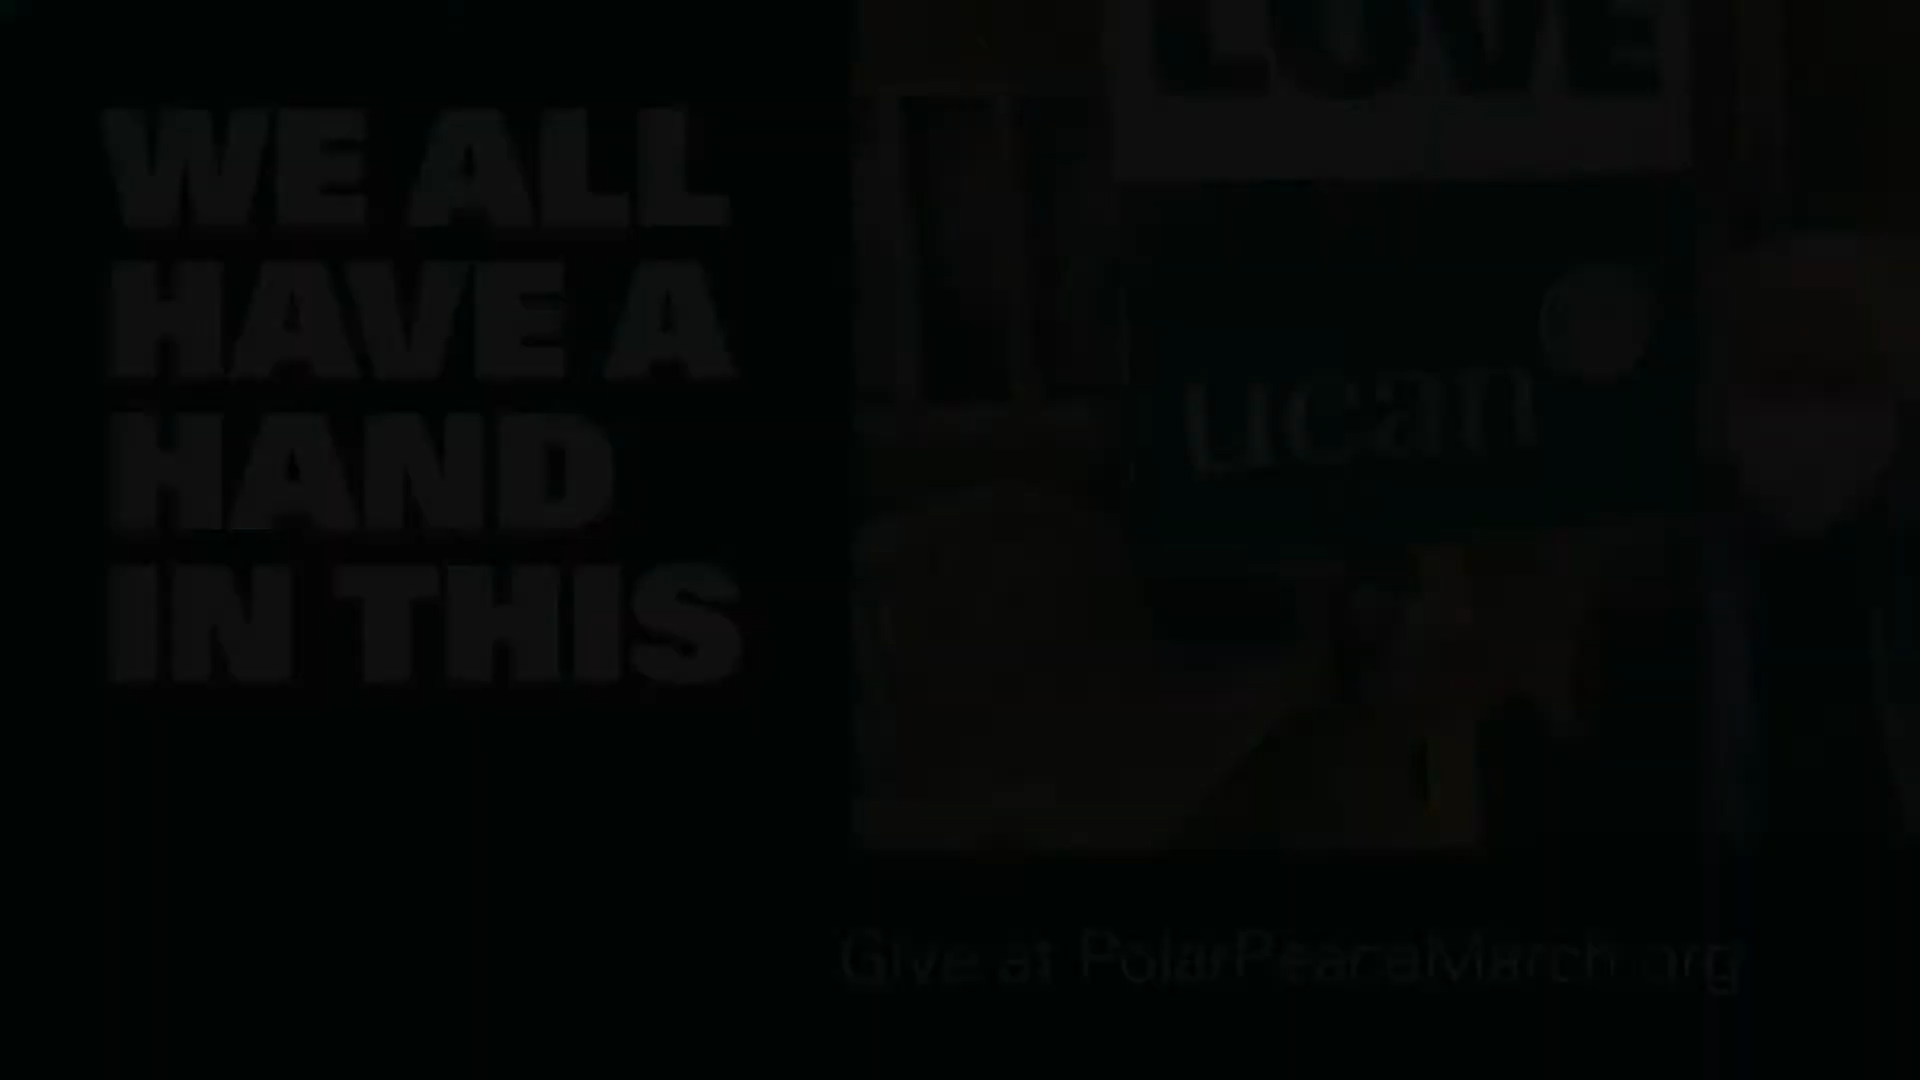 WE ALL
HAVE A
HAND
IN THIS
LOVE
ucan
Give at PolarPeaceMarch.org